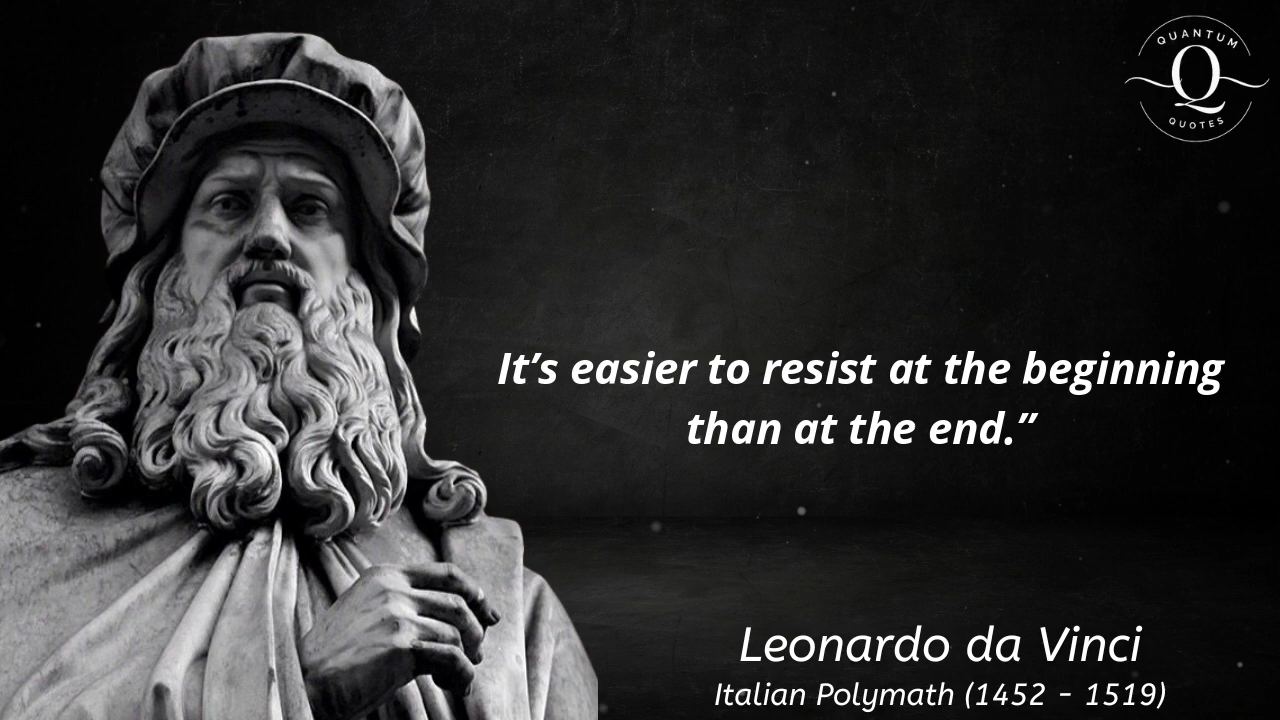 QUANTUM
Q
QUOTES
It’s easier to resist at the beginning
than at the end.”
Leonardo da Vinci
Italian Polymath (1452 - 1519)